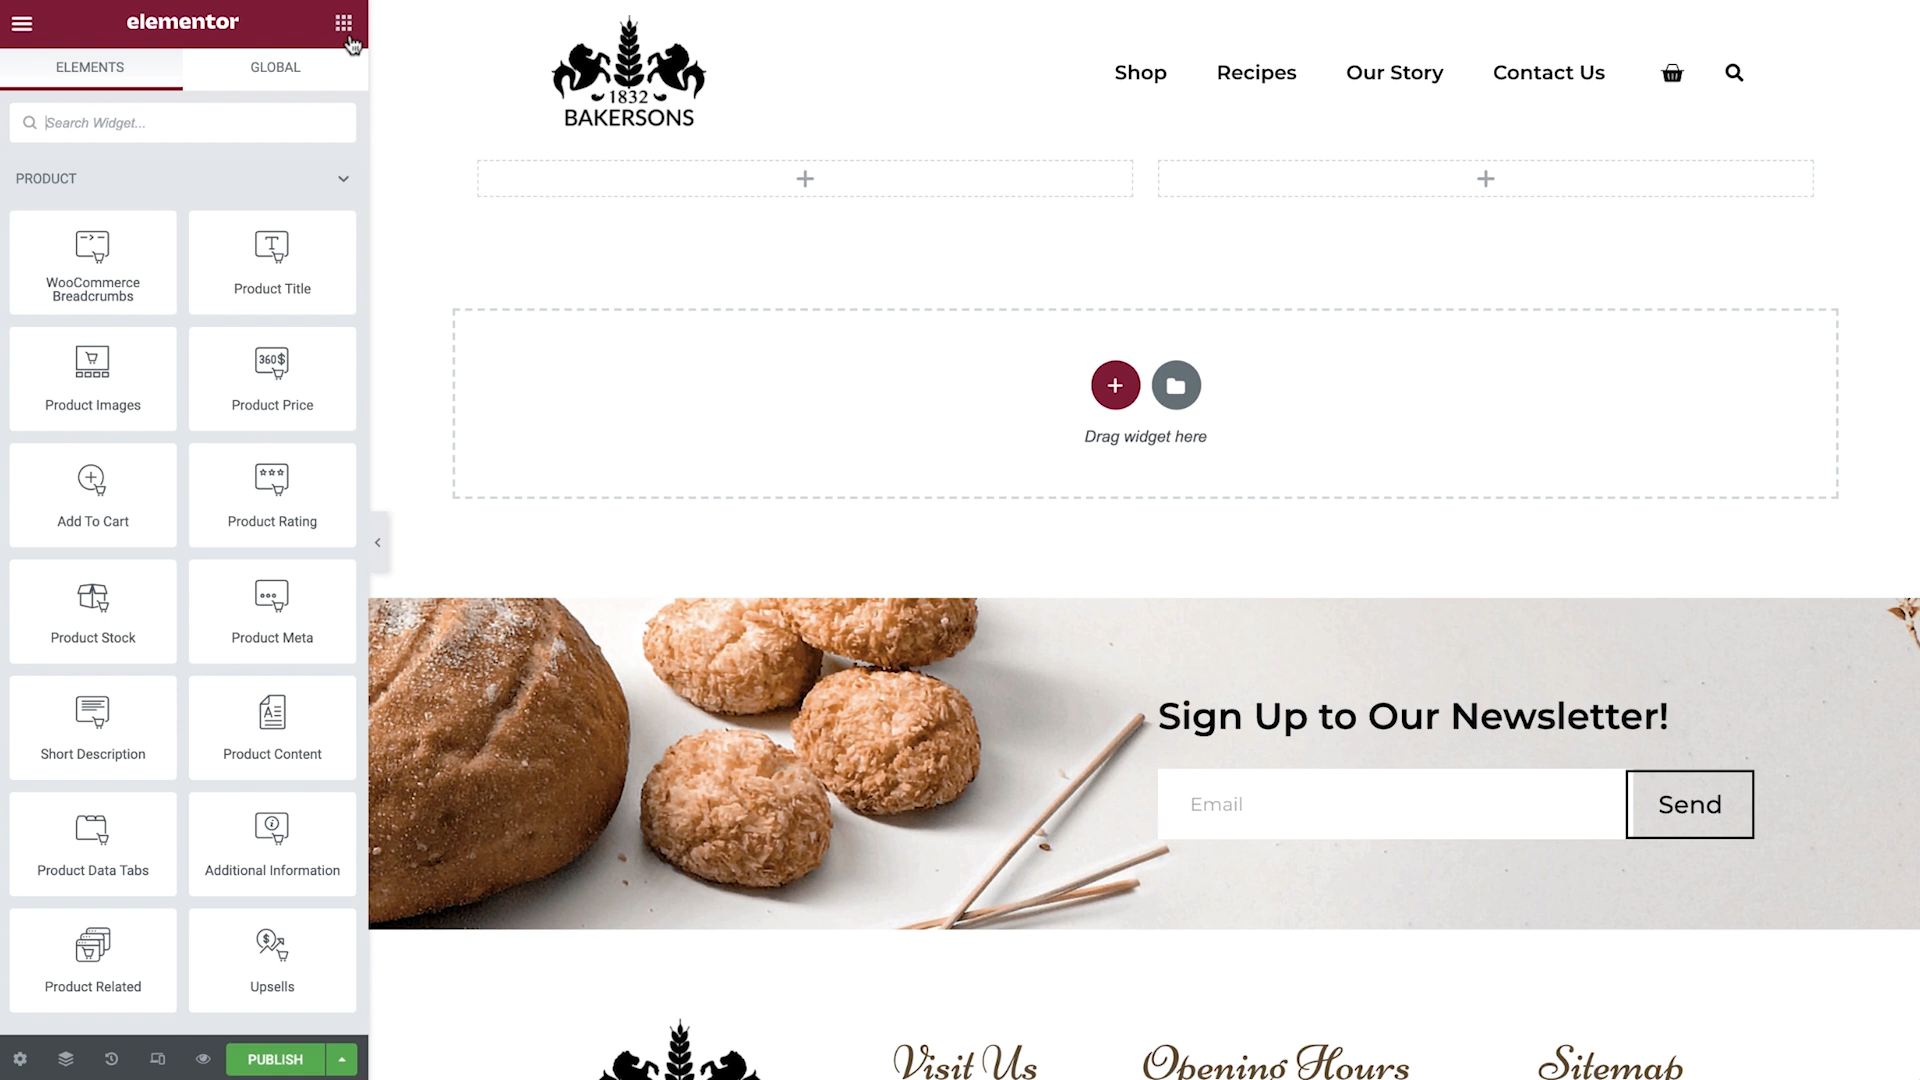 elementor
ELEMENTS
GLOBAL
Search Widget...
PRODUCT
WooCommerce
Breadcrumbs
Product Title
Product Images
360$
Product Price
Add To Cart
Product Rating
Product Stock
Product Meta
Short Description
Product Content
Product Data Tabs
Additional Information
Product Related
Upsells
PUBLISH
1832
BAKERSONS
Shop
Recipes
Our Story
Contact Us
Drag widget here
Sign Up to Our Newsletter!
Email
Send
Visit Us
Opening Hours
Sitemap